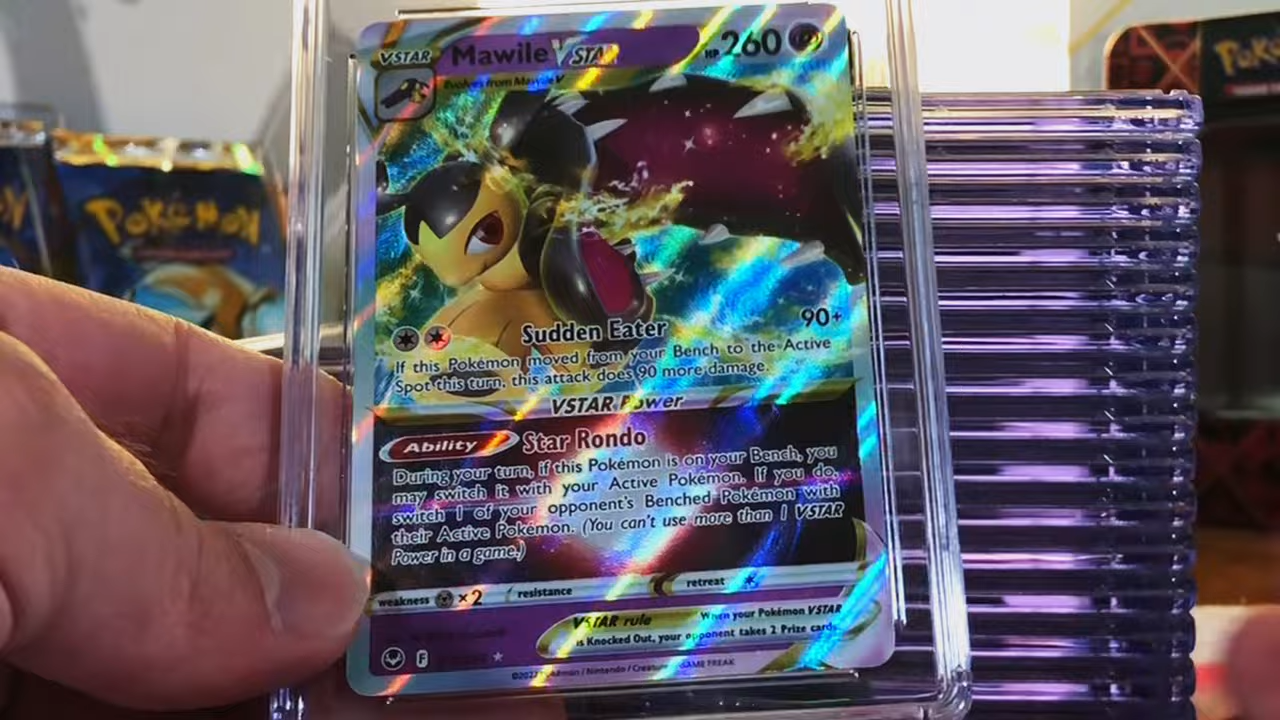 VSTAR Mawile VSTAR HP 260
Evolves from Mawile V
POKéMON
Sudden Eater 90+
If this Pokémon moved from your Bench to the Active
Spot this turn, this attack does 90 more damage.
VSTAR Power
Ability Star Rondo
During your turn, if this Pokémon is on your Bench, you
may switch it with your Active Pokémon. If you do,
switch 1 of your opponent's Benched Pokémon with
their Active Pokémon. (You can't use more than 1 VSTAR
Power in a game.)
weakness ×2 resistance retreat
VSTAR rule When your Pokémon VSTAR
is Knocked Out, your opponent takes 2 Prize cards.
F
Pokémon / Nintendo / Creatures / GAME FREAK